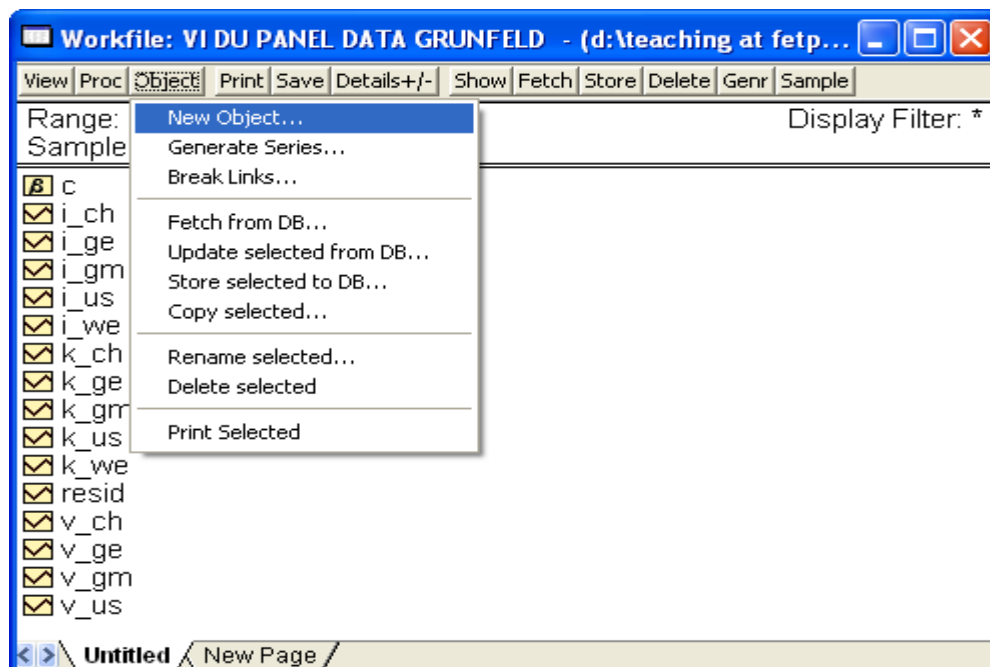 Workfile: VI DU PANEL DATA GRUNFELD - (d:\teaching at fetp...
View Proc Object Print Save Details+/- Show Fetch Store Delete Genr Sample
Range: Display Filter: *
Sample
New Object...
Generate Series...
Break Links...
Fetch from DB...
Update selected from DB...
Store selected to DB...
Copy selected...
Rename selected...
Delete selected
Print Selected
β c
i_ch
i_ge
i_gm
i_us
i_we
k_ch
k_ge
k_gm
k_us
k_we
resid
v_ch
v_ge
v_gm
v_us
Untitled New Page